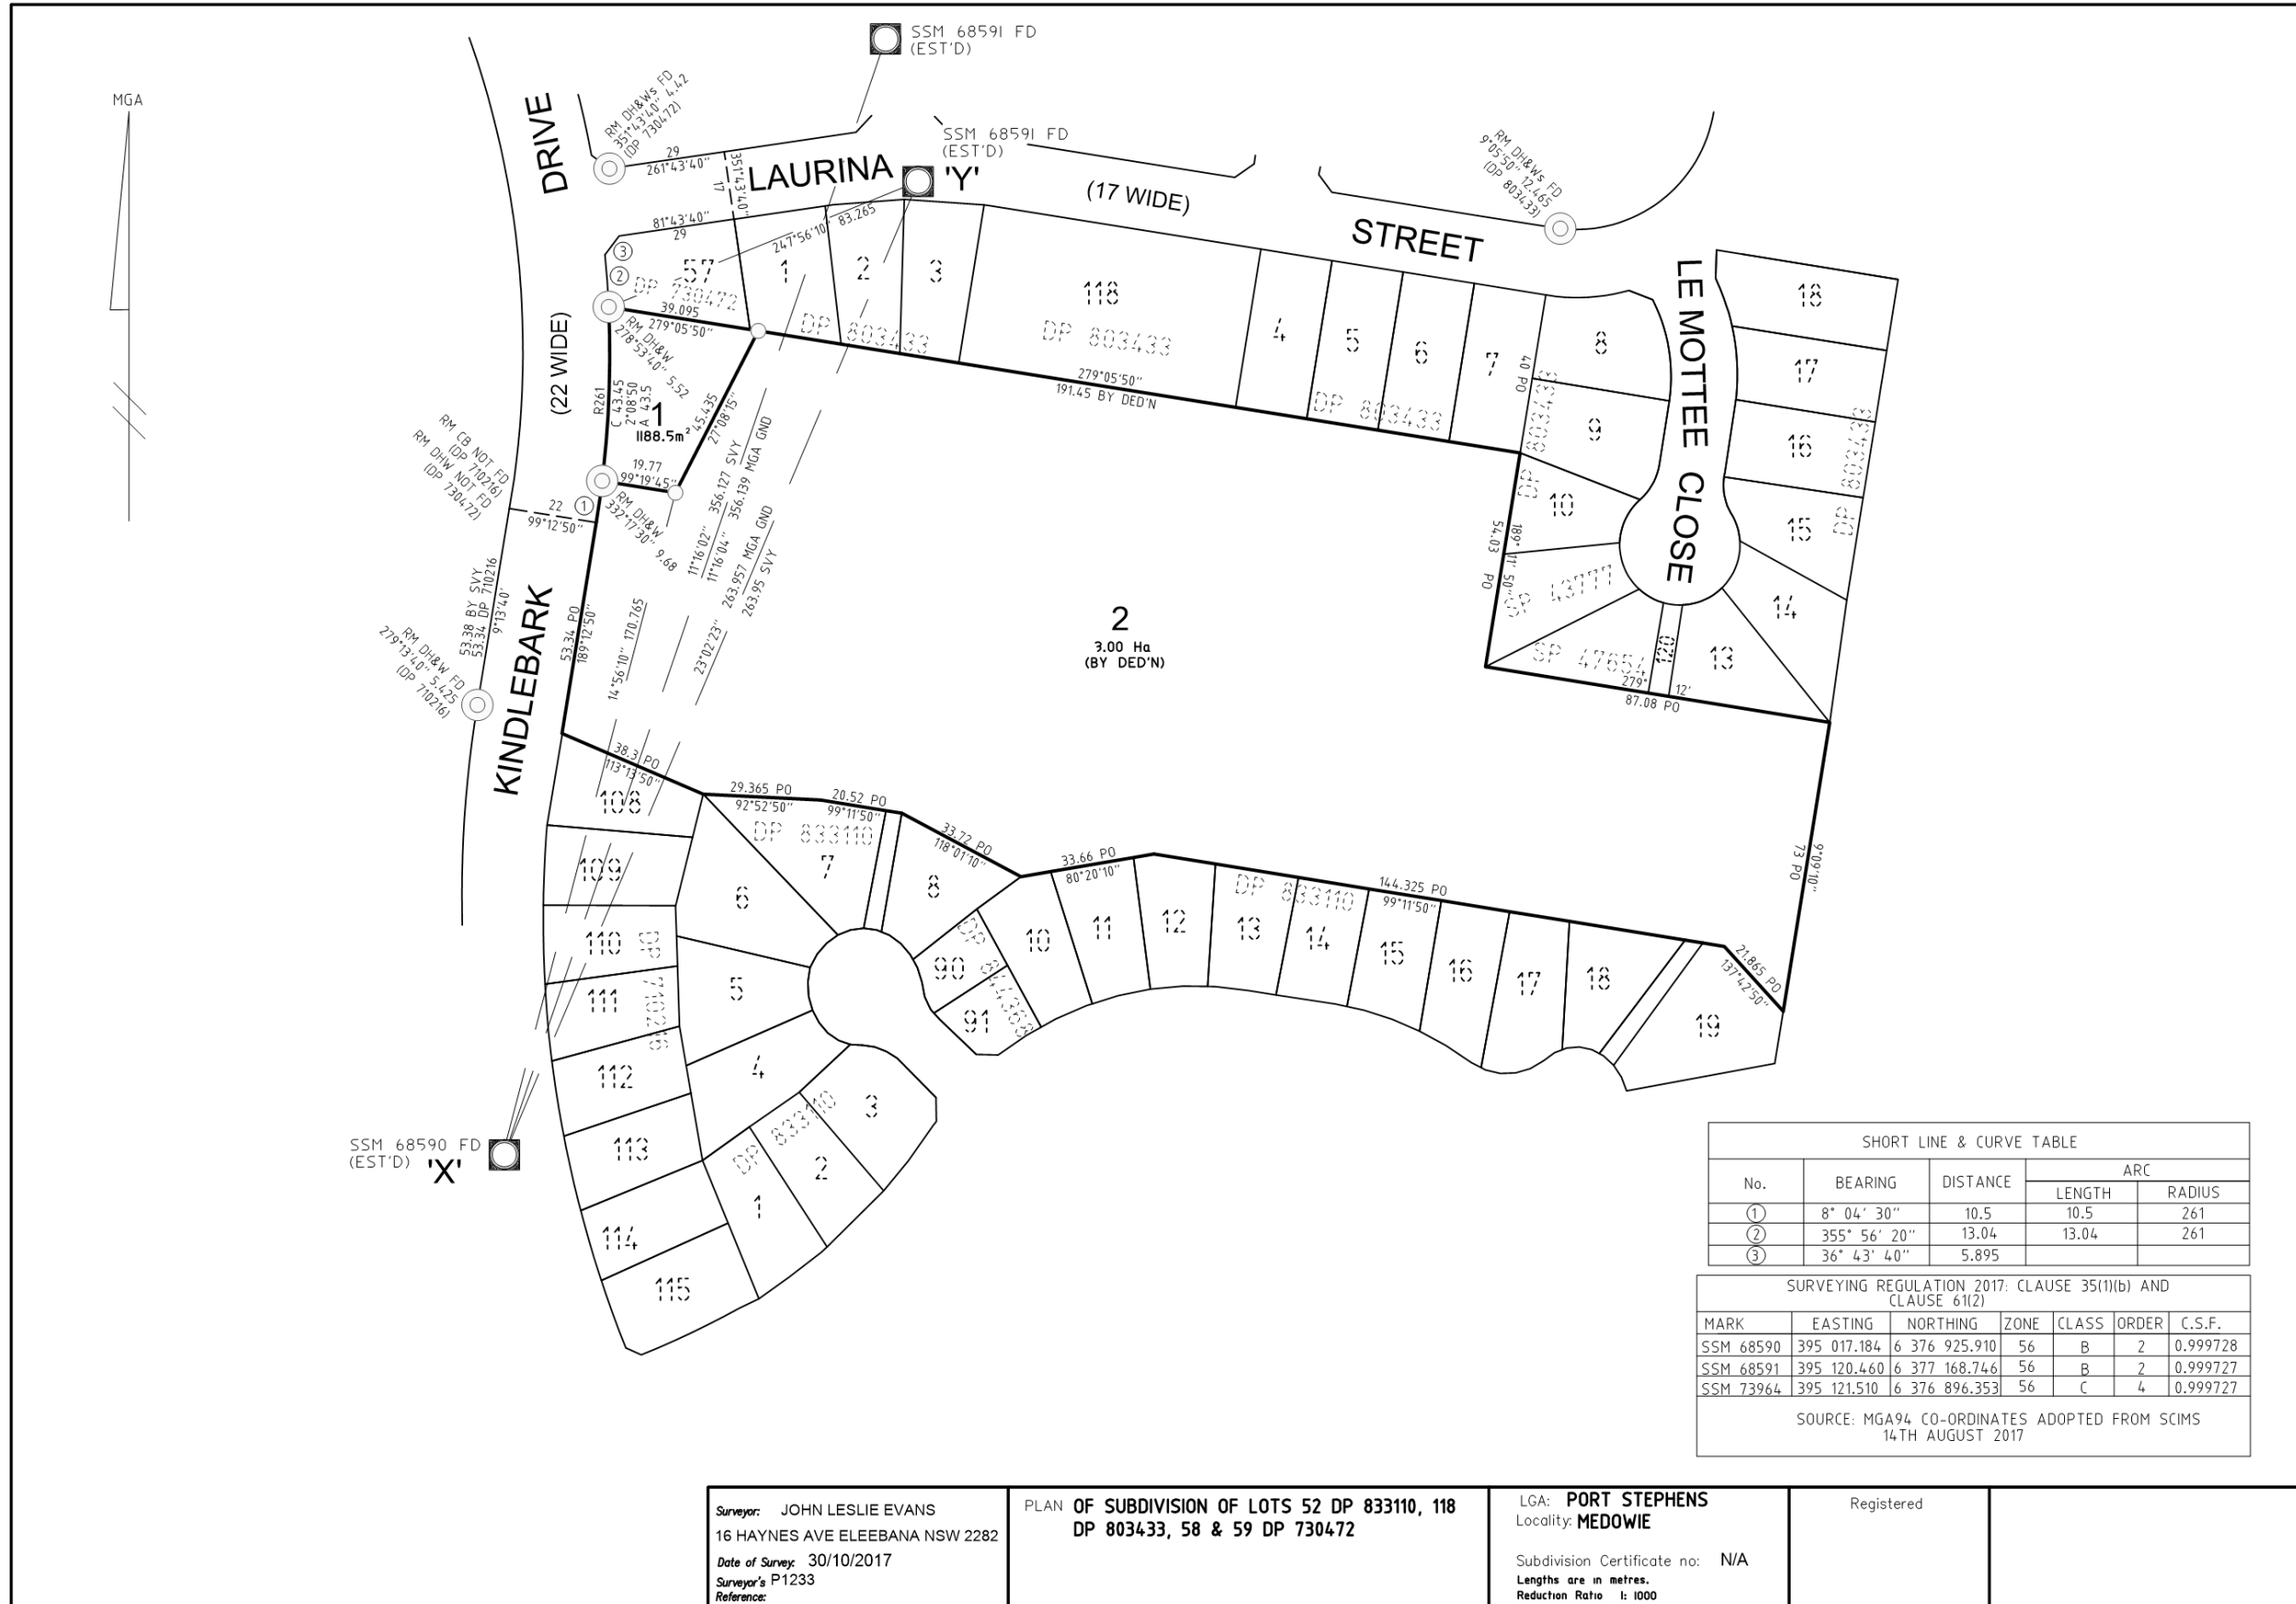 MGA
SSM 68591 FD
(EST'D)
RM DH&Ws FD
351°43'40" 4.42
(DP 730472)
DRIVE
29
261°43'40"
351°43'40"
17
LAURINA
SSM 68591 FD
(EST'D)
'Y'
(17 WIDE)
STREET
RM DH&Ws FD
9°05'50" 12.465
(DP 803433)
81°43'40"
29
247°56'10" 83.265
3
2
57
DP 730472
39.095
279°05'50"
1
2
3
DP 803433
118
DP 803433
4
5
6
7
DP 803433
279°05'50"
191.45 BY DED'N
40 PO
8
9
DP 803433
10
LE MOTTEE CLOSE
18
17
16
15
DP 803433
14
13
120
SP 43777
SP 47654
189° 11' 50"
54.03 PO
279° 12'
87.08 PO
(22 WIDE)
RM DH&W
278°53'40" 5.52
R261
C 43.45
2°08'50
A 43.5
1
1188.5m²
45.435
27°08'15"
19.77
99°19'45"
RM DH&W
332°17'30" 9.68
RM CB NOT FD
(DP 710216)
RM DHW NOT FD
(DP 730472)
22
99°12'50"
1
11°16'02" 356.127 SVY
11°16'04" 356.139 MGA GND
263.957 MGA GND
23°02'23" 263.95 SVY
14°56'10" 170.765
53.38 BY SVY
53.34 DP 710216
9°13'40'
53.34 PO
189°12'50"
RM DH&W FD
279°13'40" 5.425
(DP 710216)
KINDLEBARK
2
3.00 Ha
(BY DED'N)
38.3 PO
113°13'50"
29.365 PO
92°52'50"
20.52 PO
99°11'50"
33.72 PO
118°01'10"
33.66 PO
80°20'10"
144.325 PO
99°11'50"
21.865 PO
137°42'50"
9°09'10"
73 PO
108
109
110
111
112
113
114
115
DP 710216
DP 833110
7
6
5
4
3
2
1
DP 833110
8
90
91
DP 844368
10
11
12
13
14
15
16
17
18
19
DP 833110
SSM 68590 FD
(EST'D) 'X'
SHORT LINE & CURVE TABLE
No. BEARING DISTANCE ARC
LENGTH RADIUS
1 8° 04' 30" 10.5 10.5 261
2 355° 56' 20" 13.04 13.04 261
3 36° 43' 40" 5.895
SURVEYING REGULATION 2017: CLAUSE 35(1)(b) AND
CLAUSE 61(2)
MARK EASTING NORTHING ZONE CLASS ORDER C.S.F.
SSM 68590 395 017.184 6 376 925.910 56 B 2 0.999728
SSM 68591 395 120.460 6 377 168.746 56 B 2 0.999727
SSM 73964 395 121.510 6 376 896.353 56 C 4 0.999727
SOURCE: MGA94 CO-ORDINATES ADOPTED FROM SCIMS
14TH AUGUST 2017
Surveyor: JOHN LESLIE EVANS
16 HAYNES AVE ELEEBANA NSW 2282
Date of Survey: 30/10/2017
Surveyor's P1233
Reference:
PLAN OF SUBDIVISION OF LOTS 52 DP 833110, 118
DP 803433, 58 & 59 DP 730472
LGA: PORT STEPHENS
Locality: MEDOWIE
Subdivision Certificate no: N/A
Lengths are in metres.
Reduction Ratio 1: 1000
Registered